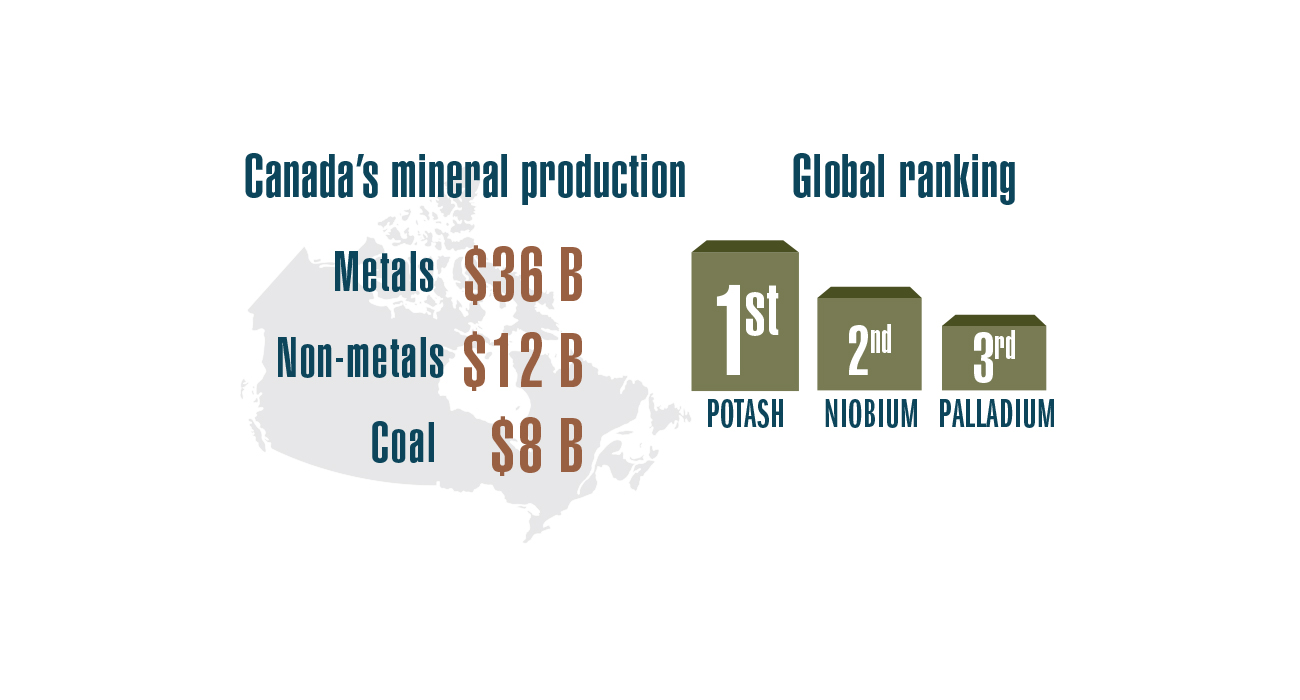 Canada's mineral production
Metals $36 B
Non-metals $12 B
Coal $8 B
Global ranking
1st
POTASH
2nd
NIOBIUM
3rd
PALLADIUM